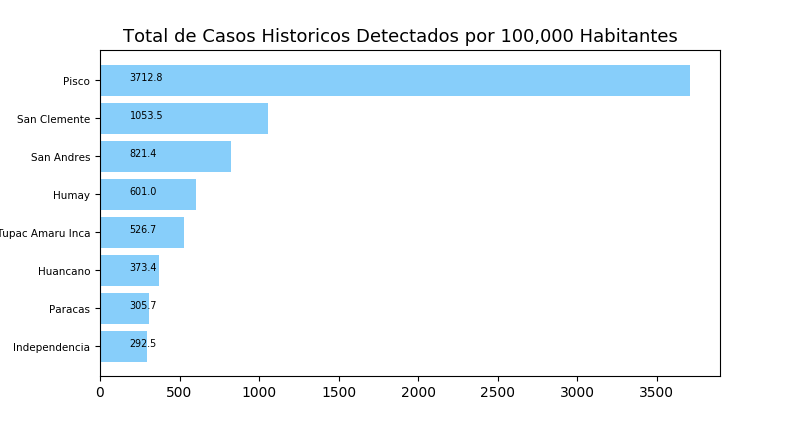 Total de Casos Historicos Detectados por 100,000 Habitantes
Pisco 3712.8
San Clemente 1053.5
San Andres 821.4
Humay 601.0
Tupac Amaru Inca 526.7
Huancano 373.4
Paracas 305.7
Independencia 292.5
0 500 1000 1500 2000 2500 3000 3500